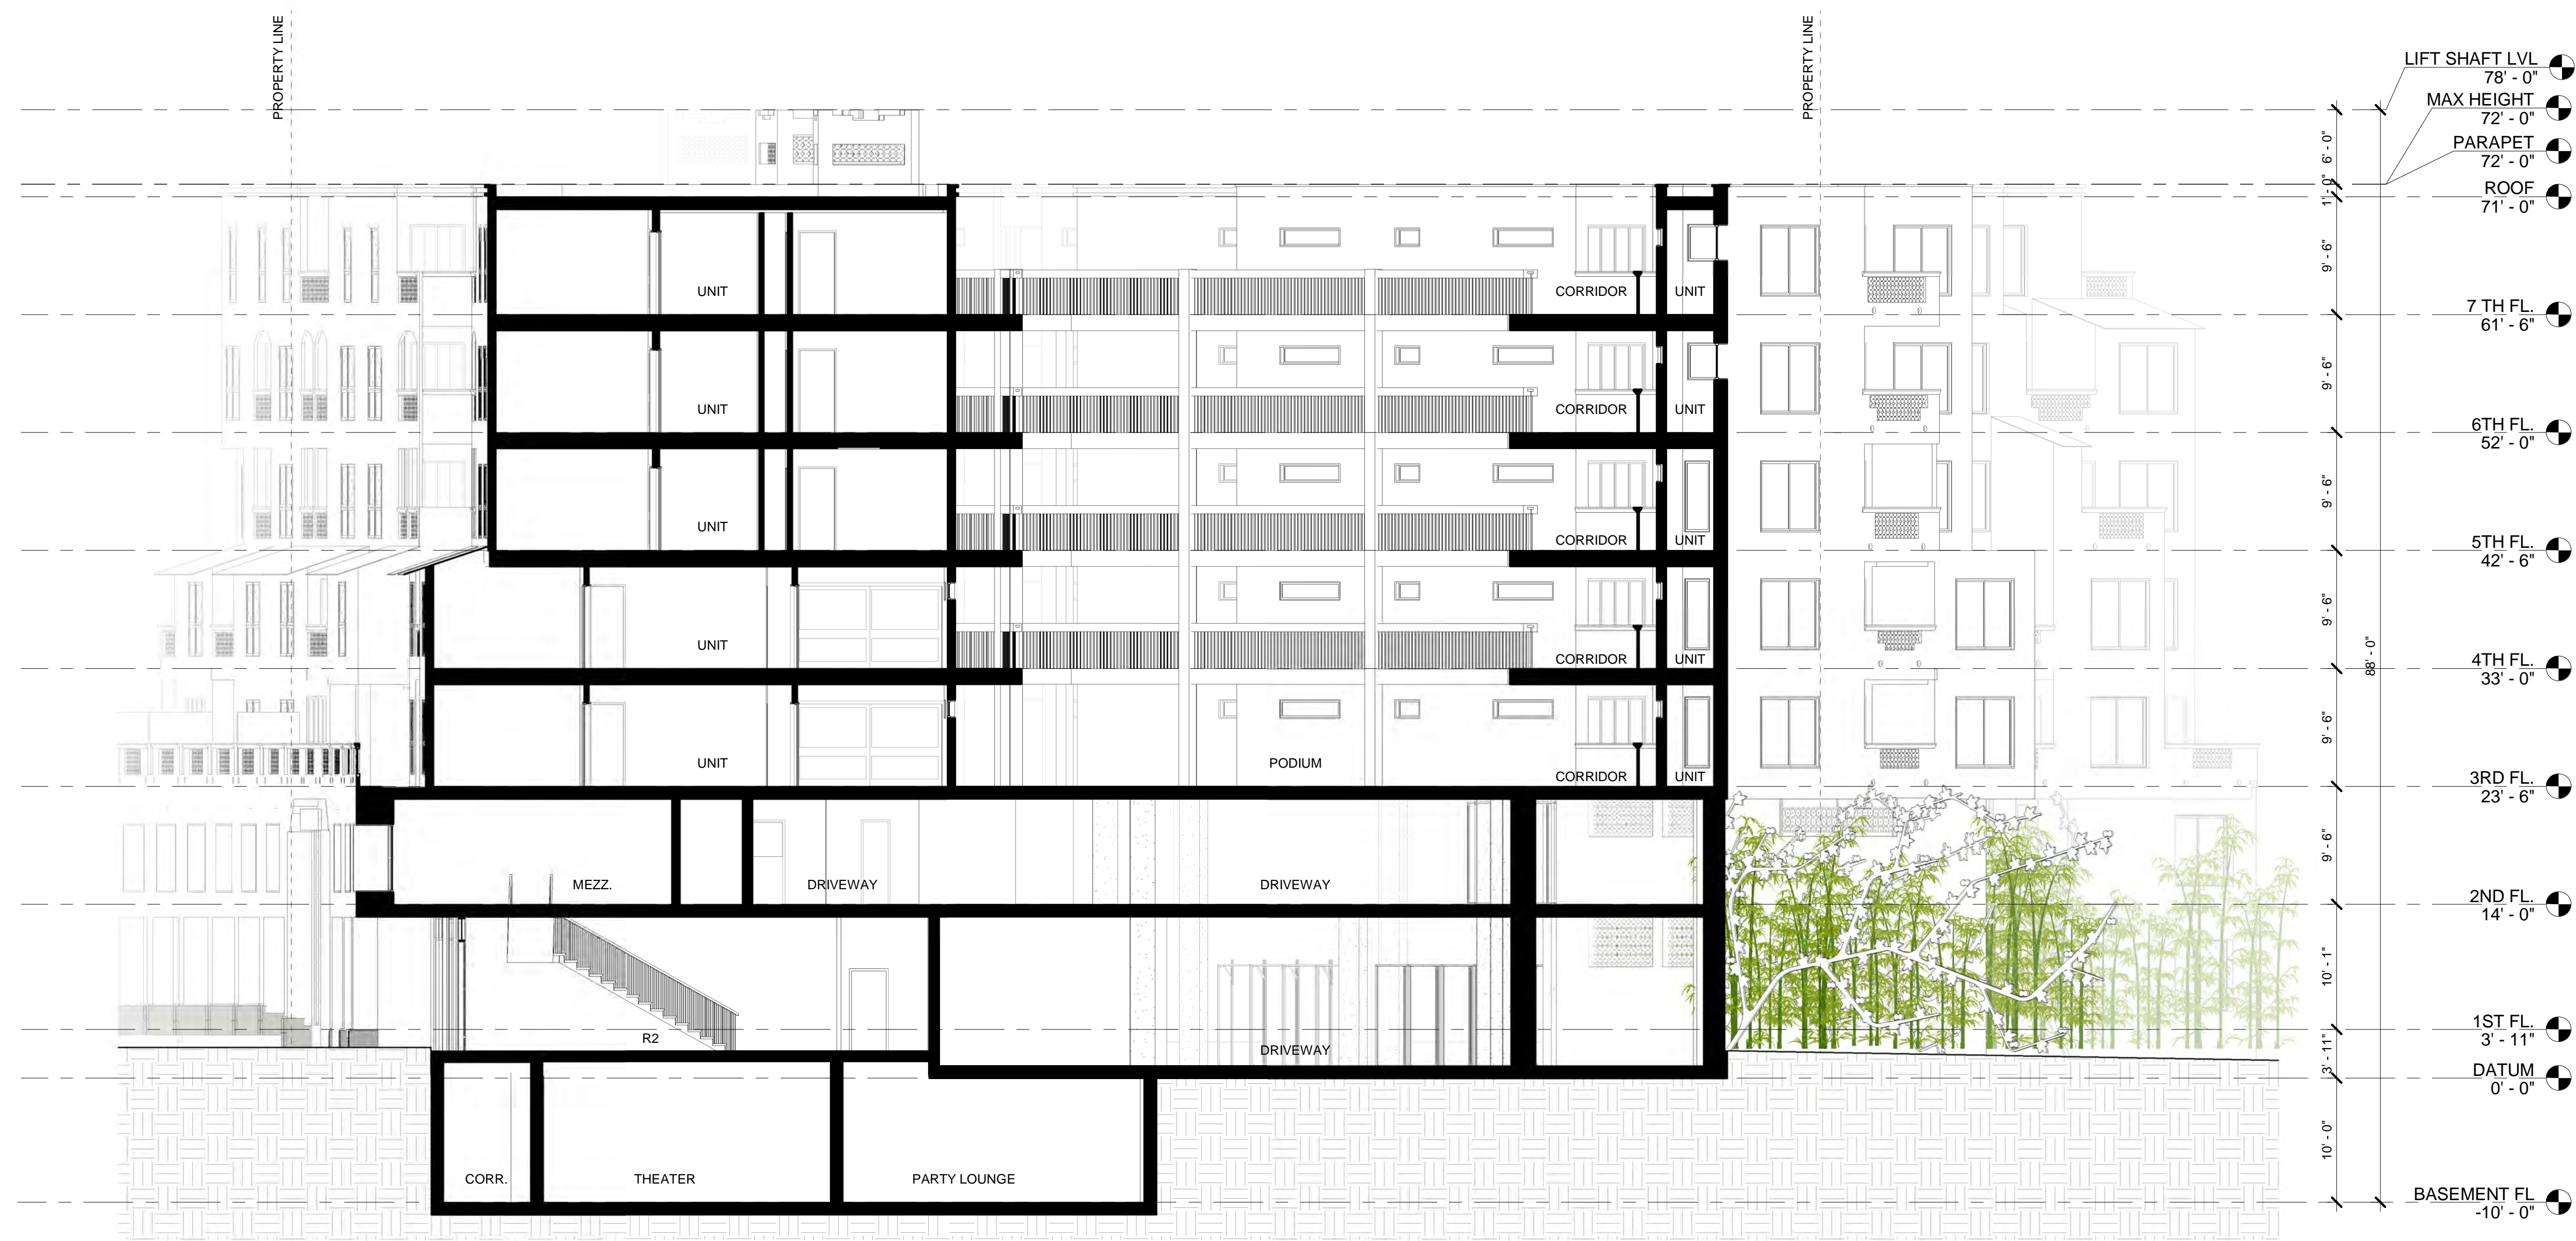 PROPERTY LINE
PROPERTY LINE
LIFT SHAFT LVL
78' - 0"
MAX HEIGHT
72' - 0"
PARAPET
72' - 0"
ROOF
71' - 0"
7 TH FL.
61' - 6"
6TH FL.
52' - 0"
5TH FL.
42' - 6"
4TH FL.
33' - 0"
3RD FL.
23' - 6"
2ND FL.
14' - 0"
1ST FL.
3' - 11"
DATUM
0' - 0"
BASEMENT FL
-10' - 0"
6' - 0"
1' - 0"
9' - 6"
9' - 6"
9' - 6"
9' - 6"
9' - 6"
9' - 6"
10' - 1"
3' - 11"
10' - 0"
88' - 0"
UNIT CORRIDOR UNIT
UNIT CORRIDOR UNIT
UNIT CORRIDOR UNIT
UNIT CORRIDOR UNIT
UNIT PODIUM CORRIDOR UNIT
MEZZ. DRIVEWAY DRIVEWAY
R2 DRIVEWAY
CORR. THEATER PARTY LOUNGE